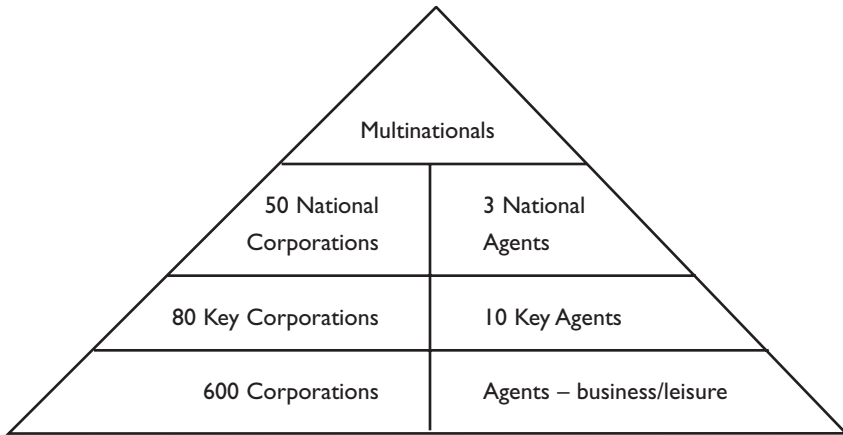 Multinationals
50 National
Corporations
3 National
Agents
80 Key Corporations
10 Key Agents
600 Corporations
Agents – business/leisure